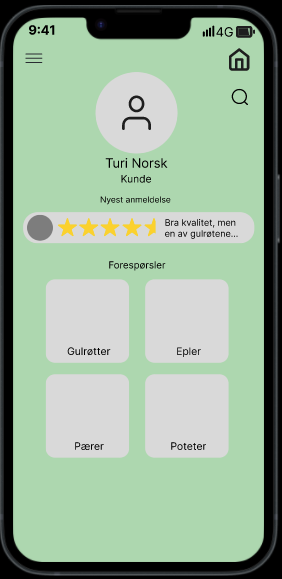 9:41
4G
Turi Norsk
Kunde
Nyest anmeldelse
Bra kvalitet, men
en av gulrøtene...
Forespørsler
Gulrøtter
Epler
Pærer
Poteter